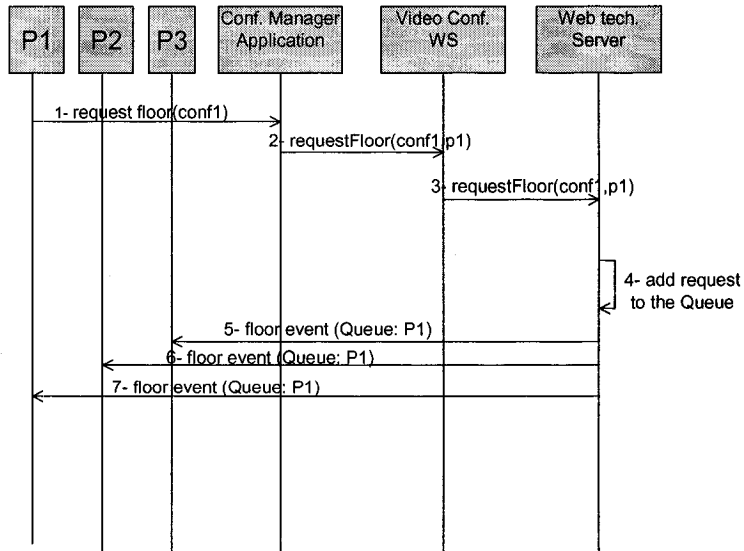 P1
P2
P3
Conf. Manager
Application
Video Conf.
WS
Web tech.
Server
1- request floor(conf1)
2- requestFloor(conf1,p1)
3- requestFloor(conf1,p1)
4- add request
to the Queue
5- floor event (Queue: P1)
6- floor event (Queue: P1)
7- floor event (Queue: P1)